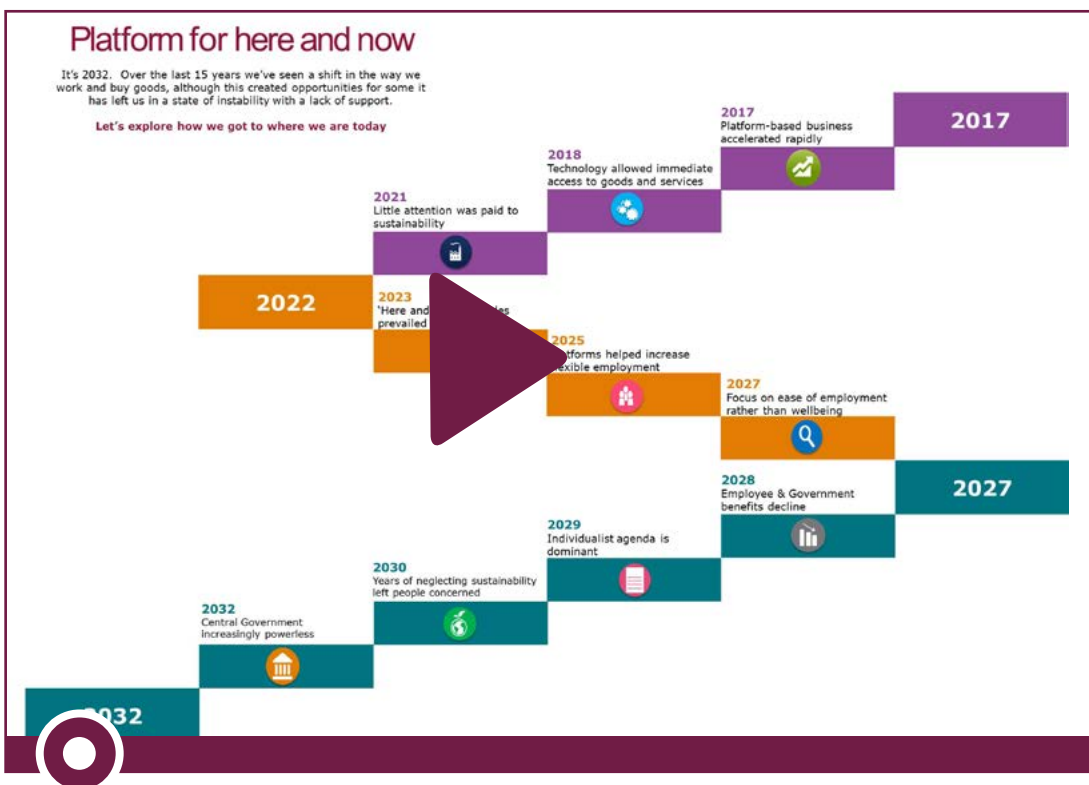 Platform for here and now
It's 2032. Over the last 15 years we've seen a shift in the way we
work and buy goods, although this created opportunities for some it
has left us in a state of instability with a lack of support.
Let's explore how we got to where we are today
2017
2017
Platform-based business
accelerated rapidly
2018
Technology allowed immediate
access to goods and services
2021
Little attention was paid to
sustainability
2022
2023
'Here and
prevailed
2025
helped increase
employment
2027
Focus on ease of employment
rather than wellbeing
2027
2028
Employee & Government
benefits decline
2029
Individualist agenda is
dominant
2030
Years of neglecting sustainability
left people concerned
2032
Central Government
increasingly powerless
2032